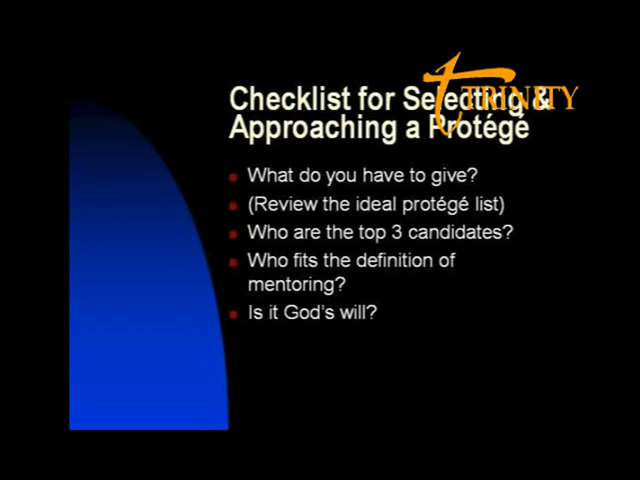 Checklist for Selecting &
TRINITY
Approaching a Protégé
What do you have to give?
(Review the ideal protégé list)
Who are the top 3 candidates?
Who fits the definition of
mentoring?
Is it God's will?